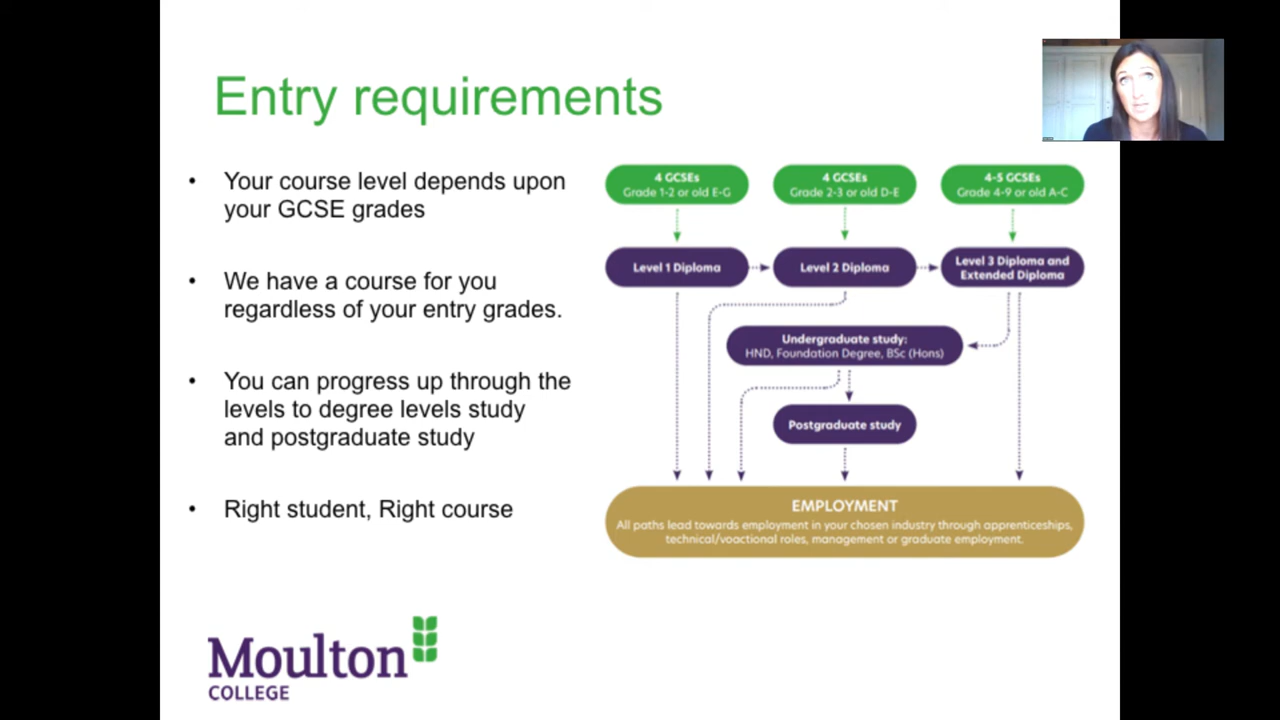 Entry requirements
• Your course level depends upon
your GCSE grades
• We have a course for you
regardless of your entry grades.
• You can progress up through the
levels to degree levels study
and postgraduate study
• Right student, Right course
4 GCSEs
Grade 1-2 or old E-G
4 GCSEs
Grade 2-3 or old D-E
4-5 GCSEs
Grade 4-9 or old A-C
Level 1 Diploma
Level 2 Diploma
Level 3 Diploma and
Extended Diploma
Undergraduate study:
HND, Foundation Degree, BSc (Hons)
Postgraduate study
EMPLOYMENT
All paths lead towards employment in your chosen industry through apprenticeships,
technical/voactional roles, management or graduate employment.
Moulton
COLLEGE